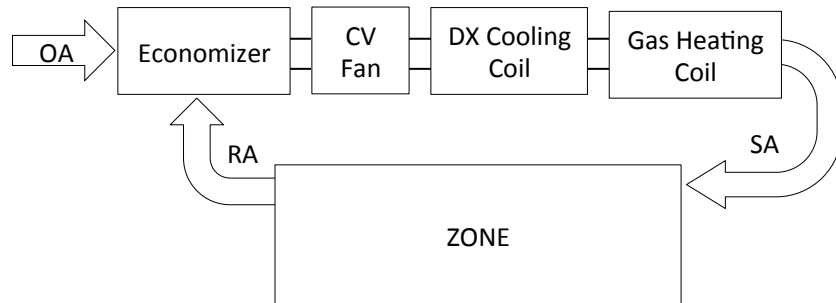 OA
Economizer
CV
Fan
DX Cooling
Coil
Gas Heating
Coil
RA
SA
ZONE